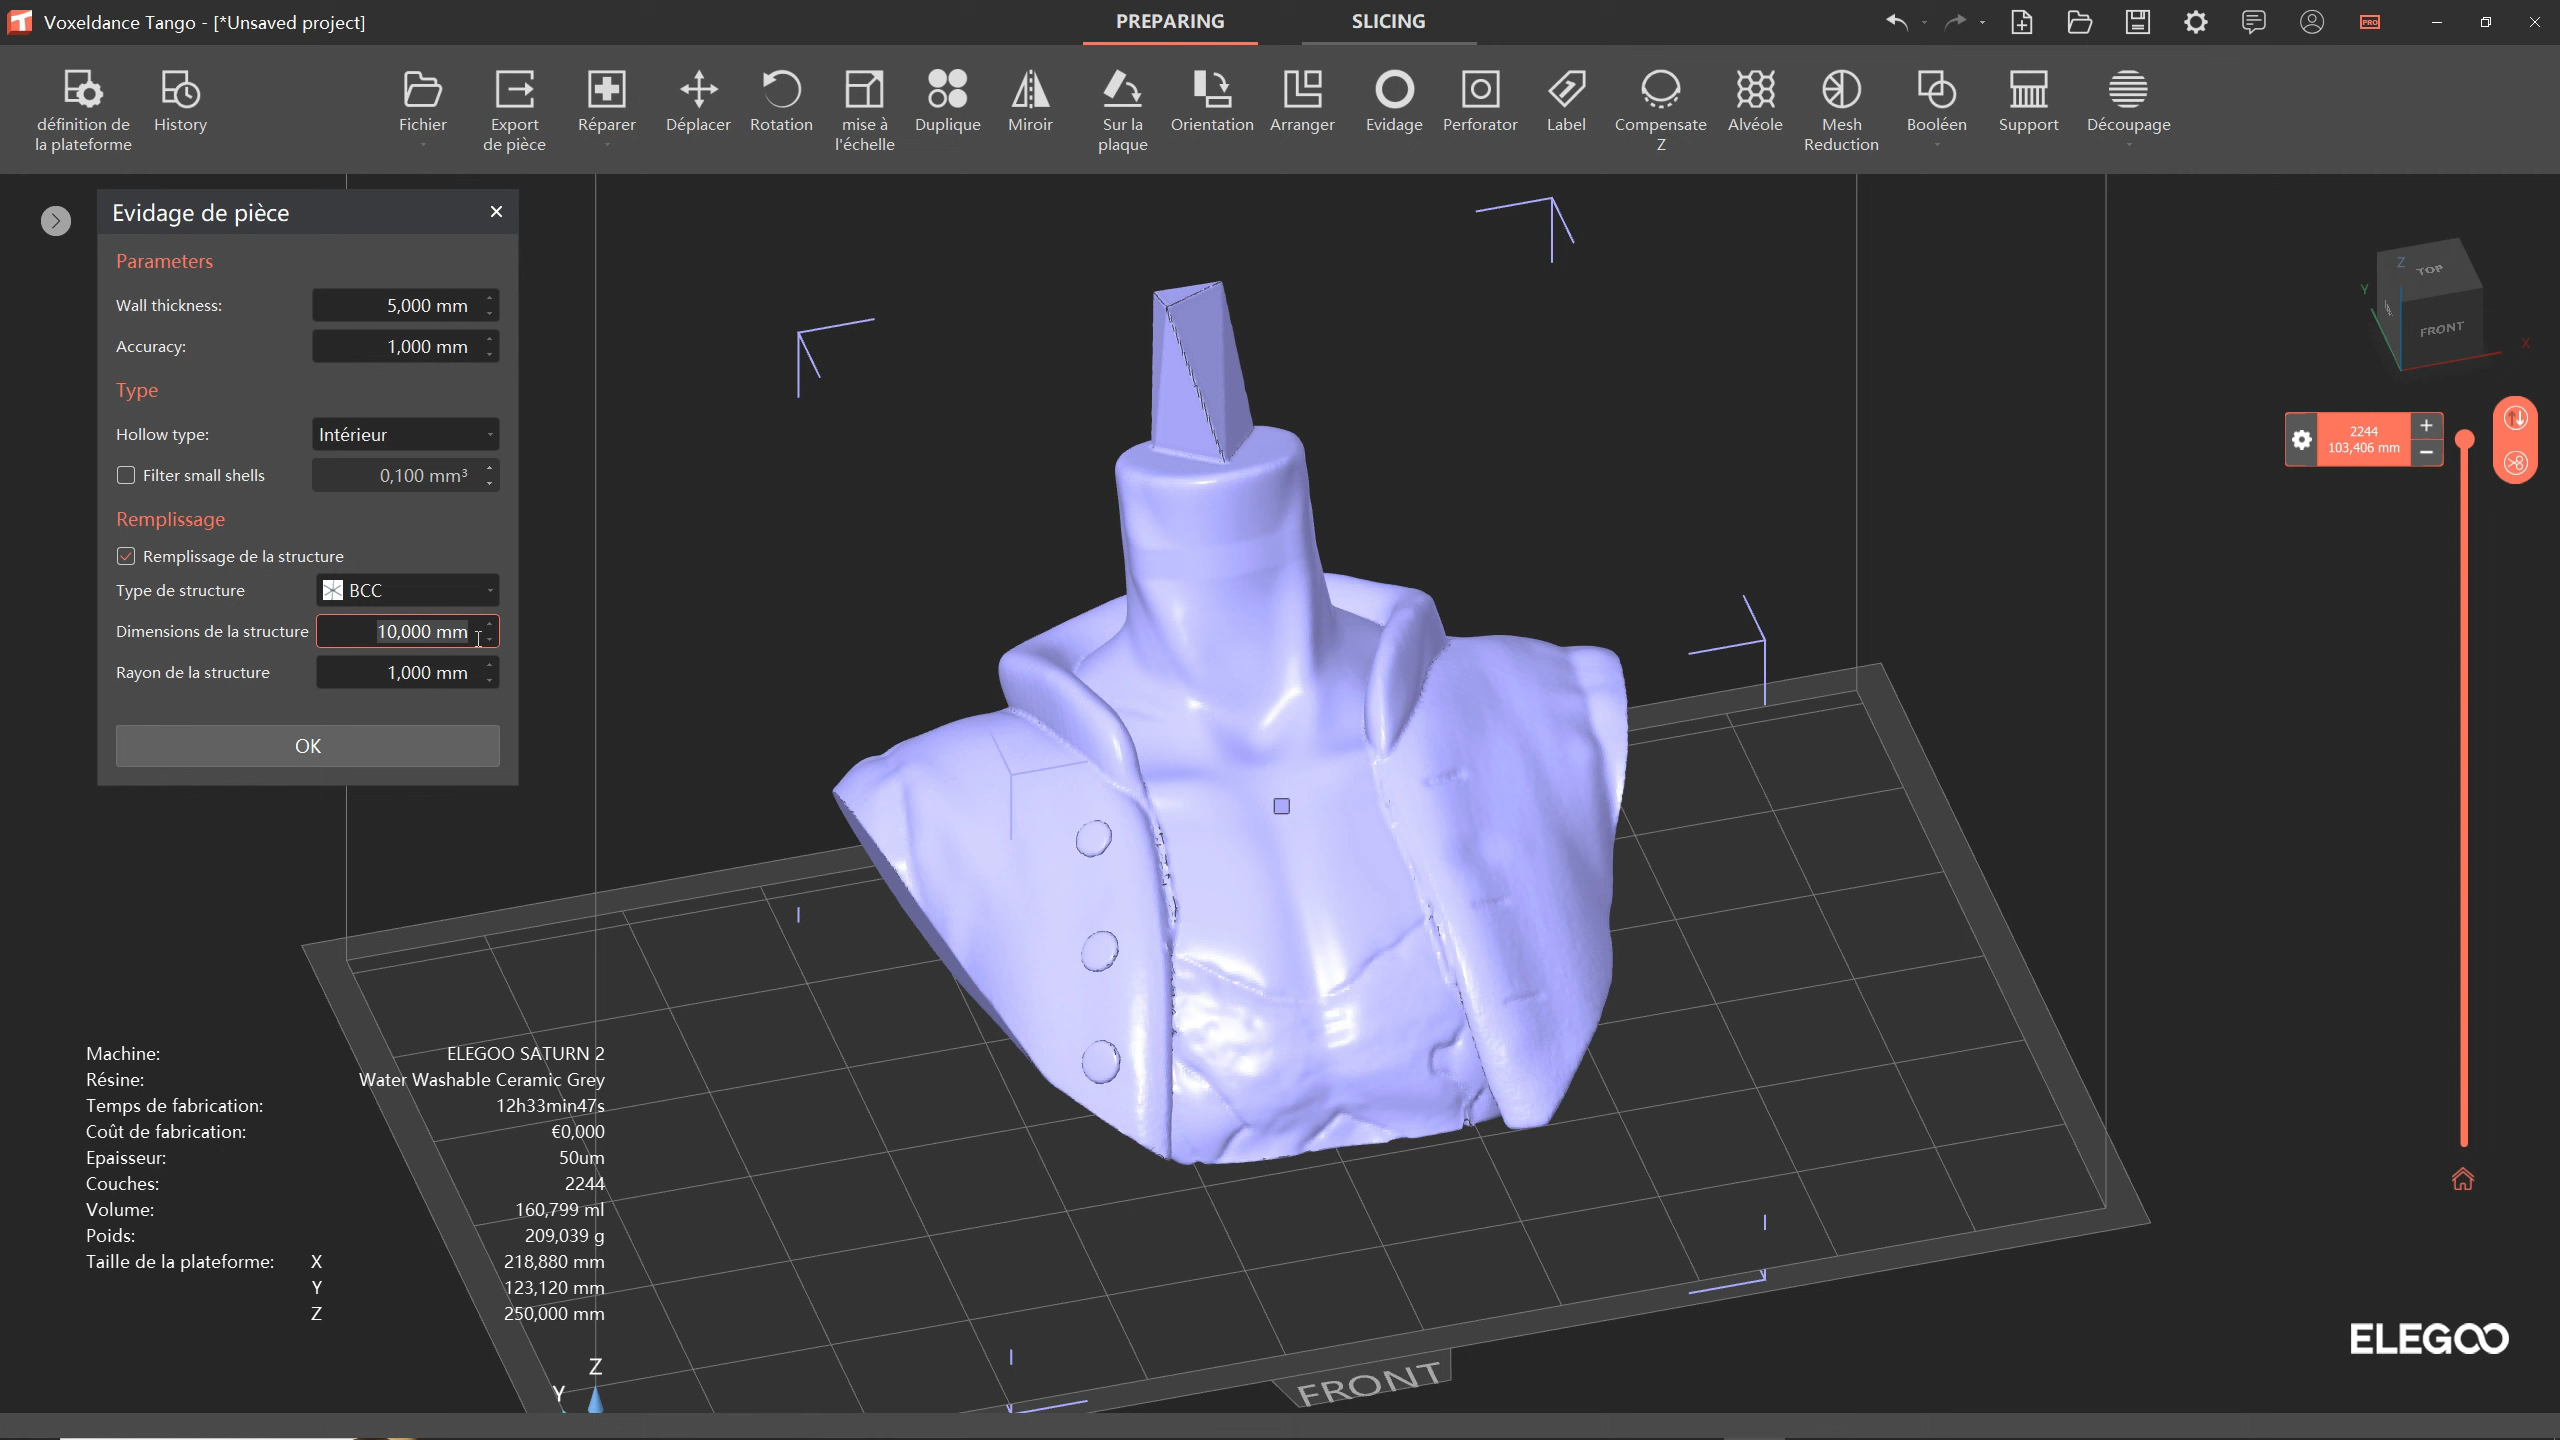 Voxeldance Tango - [*Unsaved project]
PREPARING
SLICING
PRO
définition de
la plateforme
History
Fichier
Export
de pièce
Réparer
Déplacer
Rotation
mise à
l'échelle
Duplique
Miroir
Sur la
plaque
Orientation
Arranger
Evidage
Perforator
Label
Compensate
Z
Alvéole
Mesh
Reduction
Booléen
Support
Découpage
Evidage de pièce
Parameters
Wall thickness: 5,000 mm
Accuracy: 1,000 mm
Type
Hollow type: Intérieur
Filter small shells 0,100 mm³
Remplissage
Remplissage de la structure
Type de structure BCC
Dimensions de la structure 10,000 mm
Rayon de la structure 1,000 mm
OK
Z
TOP
Y
FRONT
X
2244
103,406 mm
Machine: ELEGOO SATURN 2
Résine: Water Washable Ceramic Grey
Temps de fabrication: 12h33min47s
Coût de fabrication: €0,000
Epaisseur: 50um
Couches: 2244
Volume: 160,799 ml
Poids: 209,039 g
Taille de la plateforme: X 218,880 mm
Y 123,120 mm
Z 250,000 mm
Z
Y
FRONT
ELEGOO